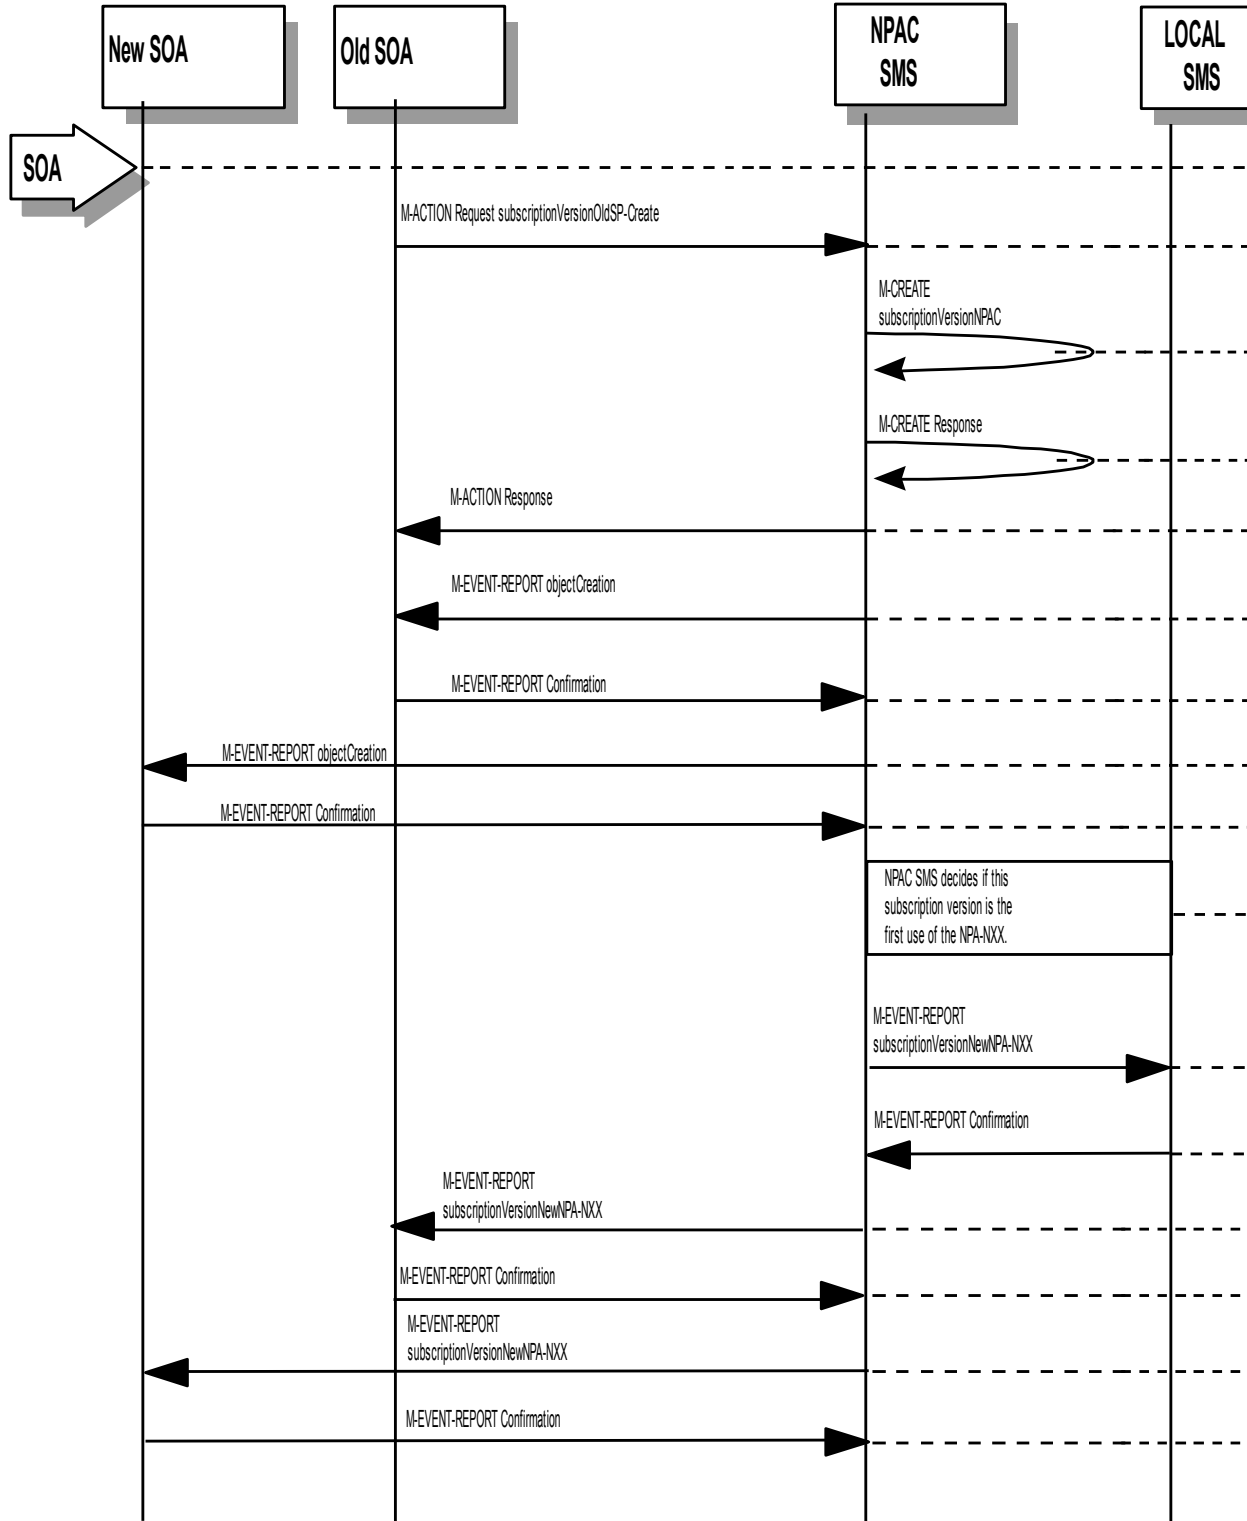 New SOA
Old SOA
NPAC
SMS
LOCAL
SMS
SOA
M-ACTION Request subscriptionVersionOldSP-Create
M-CREATE
subscriptionVersionNPAC
M-CREATE Response
M-ACTION Response
M-EVENT-REPORT objectCreation
M-EVENT-REPORT Confirmation
M-EVENT-REPORT objectCreation
M-EVENT-REPORT Confirmation
NPAC SMS decides if this
subscription version is the
first use of the NPA-NXX.
M-EVENT-REPORT
subscriptionVersionNewNPA-NXX
M-EVENT-REPORT Confirmation
M-EVENT-REPORT
subscriptionVersionNewNPA-NXX
M-EVENT-REPORT Confirmation
M-EVENT-REPORT
subscriptionVersionNewNPA-NXX
M-EVENT-REPORT Confirmation